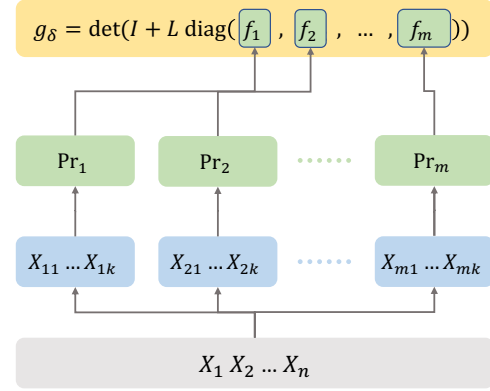 g_δ = det(I + L diag( f_1 , f_2 , … , f_m ))
Pr_1 Pr_2 ⋯⋯ Pr_m
X_11 … X_1k X_21 … X_2k ⋯⋯ X_m1 … X_mk
X_1 X_2 … X_n